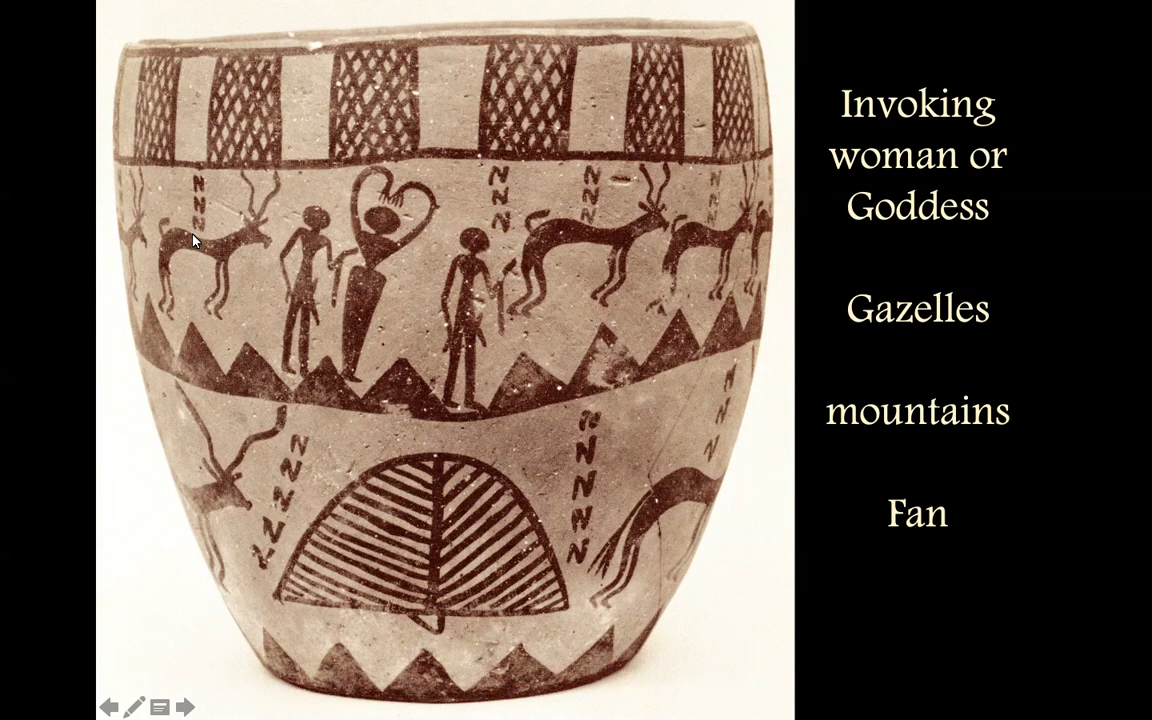 Invoking
woman or
Goddess
Gazelles
mountains
Fan